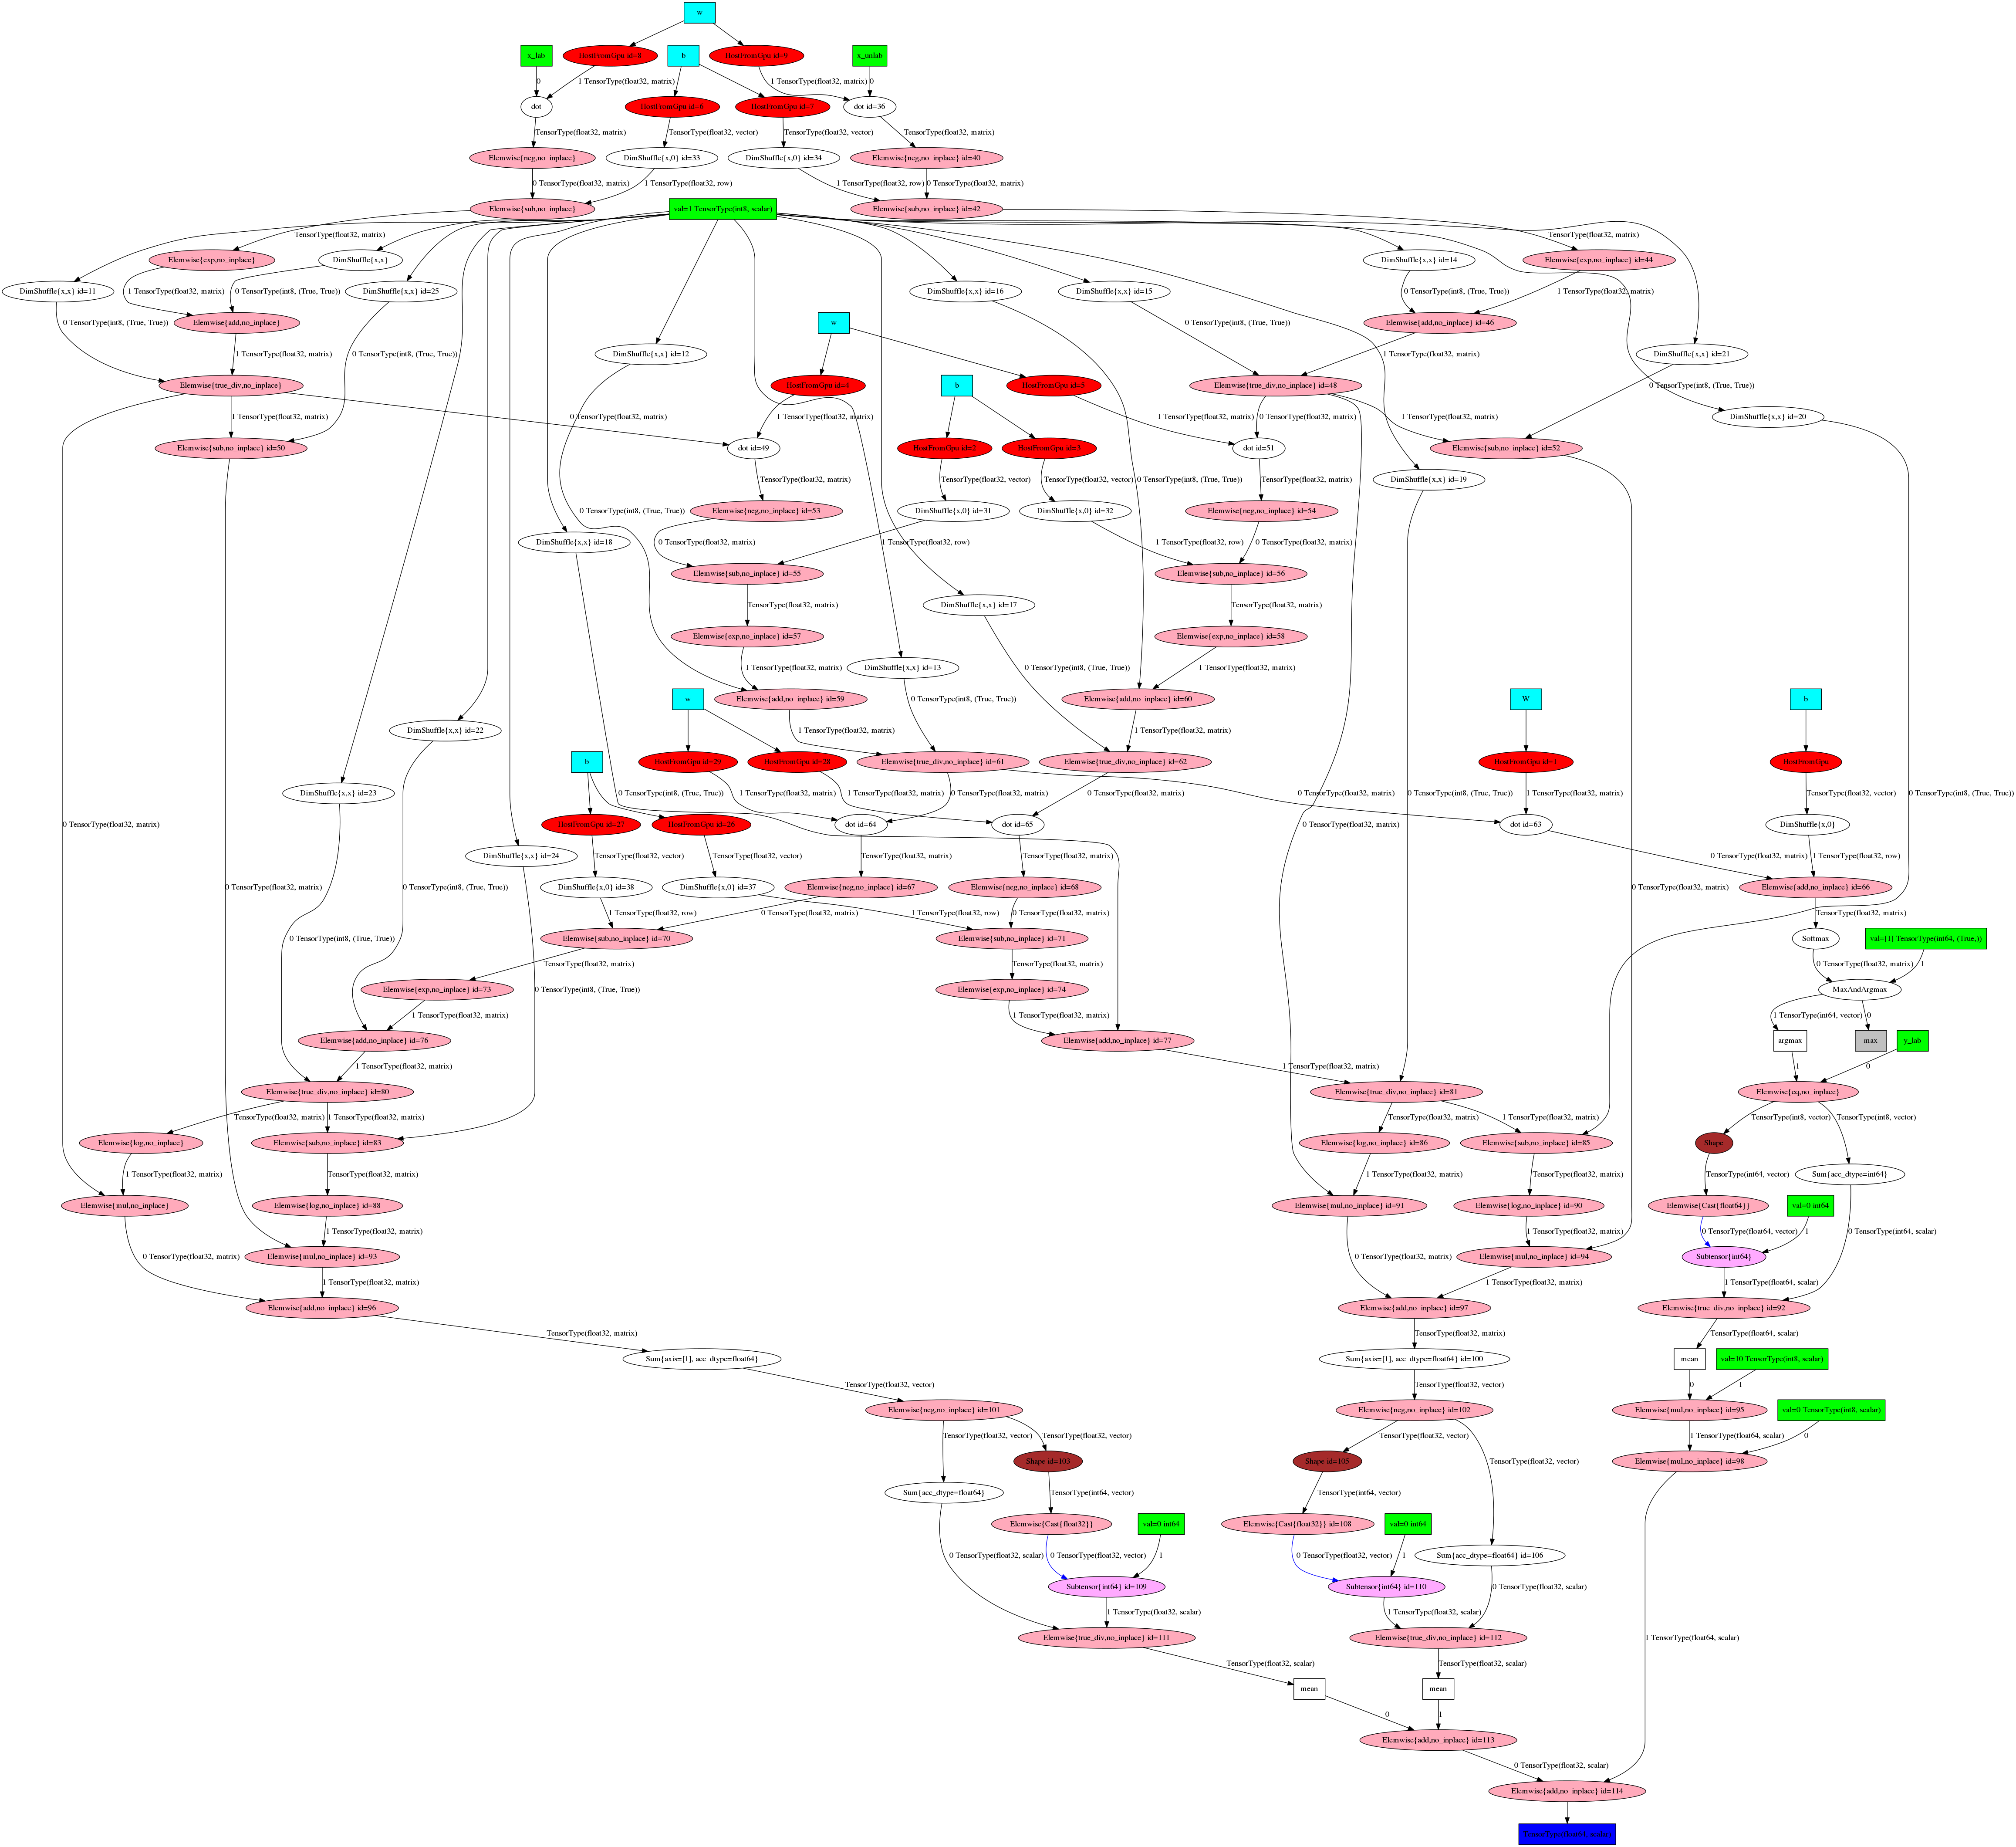 w
x_lab
HostFromGpu id=8
b
HostFromGpu id=9
x_unlab
0
1 TensorType(float32, matrix)
1 TensorType(float32, matrix)
0
dot
HostFromGpu id=6
HostFromGpu id=7
dot id=36
TensorType(float32, matrix)
TensorType(float32, vector)
TensorType(float32, vector)
TensorType(float32, matrix)
Elemwise{neg,no_inplace}
DimShuffle{x,0} id=33
DimShuffle{x,0} id=34
Elemwise{neg,no_inplace} id=40
0 TensorType(float32, matrix)
1 TensorType(float32, row)
1 TensorType(float32, row)
0 TensorType(float32, matrix)
Elemwise{sub,no_inplace}
val=1 TensorType(int8, scalar)
Elemwise{sub,no_inplace} id=42
TensorType(float32, matrix)
TensorType(float32, matrix)
Elemwise{exp,no_inplace}
DimShuffle{x,x}
DimShuffle{x,x} id=14
Elemwise{exp,no_inplace} id=44
DimShuffle{x,x} id=11
1 TensorType(float32, matrix)
0 TensorType(int8, (True, True))
DimShuffle{x,x} id=25
DimShuffle{x,x} id=16
DimShuffle{x,x} id=15
0 TensorType(int8, (True, True))
1 TensorType(float32, matrix)
0 TensorType(int8, (True, True))
Elemwise{add,no_inplace}
w
0 TensorType(int8, (True, True))
Elemwise{add,no_inplace} id=46
1 TensorType(float32, matrix)
0 TensorType(int8, (True, True))
DimShuffle{x,x} id=12
1 TensorType(float32, matrix)
DimShuffle{x,x} id=21
Elemwise{true_div,no_inplace}
HostFromGpu id=4
b
HostFromGpu id=5
Elemwise{true_div,no_inplace} id=48
0 TensorType(int8, (True, True))
1 TensorType(float32, matrix)
0 TensorType(float32, matrix)
1 TensorType(float32, matrix)
1 TensorType(float32, matrix)
0 TensorType(float32, matrix)
1 TensorType(float32, matrix)
DimShuffle{x,x} id=20
Elemwise{sub,no_inplace} id=50
dot id=49
HostFromGpu id=2
HostFromGpu id=3
dot id=51
Elemwise{sub,no_inplace} id=52
TensorType(float32, matrix)
TensorType(float32, vector)
TensorType(float32, vector)
0 TensorType(int8, (True, True))
TensorType(float32, matrix)
DimShuffle{x,x} id=19
0 TensorType(int8, (True, True))
Elemwise{neg,no_inplace} id=53
DimShuffle{x,0} id=31
DimShuffle{x,0} id=32
Elemwise{neg,no_inplace} id=54
DimShuffle{x,x} id=18
0 TensorType(float32, matrix)
1 TensorType(float32, row)
1 TensorType(float32, row)
0 TensorType(float32, matrix)
Elemwise{sub,no_inplace} id=55
Elemwise{sub,no_inplace} id=56
TensorType(float32, matrix)
DimShuffle{x,x} id=17
TensorType(float32, matrix)
Elemwise{exp,no_inplace} id=57
Elemwise{exp,no_inplace} id=58
1 TensorType(float32, matrix)
DimShuffle{x,x} id=13
0 TensorType(int8, (True, True))
1 TensorType(float32, matrix)
w
Elemwise{add,no_inplace} id=59
0 TensorType(int8, (True, True))
Elemwise{add,no_inplace} id=60
W
b
DimShuffle{x,x} id=22
1 TensorType(float32, matrix)
1 TensorType(float32, matrix)
b
HostFromGpu id=29
HostFromGpu id=28
Elemwise{true_div,no_inplace} id=61
Elemwise{true_div,no_inplace} id=62
HostFromGpu id=1
HostFromGpu
DimShuffle{x,x} id=23
0 TensorType(int8, (True, True))
1 TensorType(float32, matrix)
1 TensorType(float32, matrix)
0 TensorType(float32, matrix)
0 TensorType(float32, matrix)
0 TensorType(float32, matrix)
0 TensorType(int8, (True, True))
1 TensorType(float32, matrix)
TensorType(float32, vector)
0 TensorType(int8, (True, True))
0 TensorType(float32, matrix)
HostFromGpu id=27
HostFromGpu id=26
dot id=64
dot id=65
0 TensorType(float32, matrix)
dot id=63
DimShuffle{x,0}
DimShuffle{x,x} id=24
TensorType(float32, vector)
TensorType(float32, vector)
TensorType(float32, matrix)
TensorType(float32, matrix)
0 TensorType(float32, matrix)
1 TensorType(float32, row)
0 TensorType(float32, matrix)
0 TensorType(int8, (True, True))
DimShuffle{x,0} id=38
DimShuffle{x,0} id=37
Elemwise{neg,no_inplace} id=67
Elemwise{neg,no_inplace} id=68
0 TensorType(float32, matrix)
Elemwise{add,no_inplace} id=66
1 TensorType(float32, row)
0 TensorType(float32, matrix)
1 TensorType(float32, row)
0 TensorType(float32, matrix)
TensorType(float32, matrix)
0 TensorType(int8, (True, True))
Elemwise{sub,no_inplace} id=70
Elemwise{sub,no_inplace} id=71
Softmax
val=[1] TensorType(int64, (True,))
TensorType(float32, matrix)
TensorType(float32, matrix)
0 TensorType(float32, matrix)
1
Elemwise{exp,no_inplace} id=73
0 TensorType(int8, (True, True))
Elemwise{exp,no_inplace} id=74
MaxAndArgmax
1 TensorType(float32, matrix)
1 TensorType(float32, matrix)
1 TensorType(int64, vector)
0
Elemwise{add,no_inplace} id=76
Elemwise{add,no_inplace} id=77
argmax
max
y_lab
1 TensorType(float32, matrix)
1 TensorType(float32, matrix)
1
0
Elemwise{true_div,no_inplace} id=80
Elemwise{true_div,no_inplace} id=81
Elemwise{eq,no_inplace}
TensorType(float32, matrix)
1 TensorType(float32, matrix)
TensorType(float32, matrix)
1 TensorType(float32, matrix)
TensorType(int8, vector)
TensorType(int8, vector)
Elemwise{log,no_inplace}
Elemwise{sub,no_inplace} id=83
Elemwise{log,no_inplace} id=86
Elemwise{sub,no_inplace} id=85
Shape
1 TensorType(float32, matrix)
TensorType(float32, matrix)
1 TensorType(float32, matrix)
TensorType(float32, matrix)
TensorType(int64, vector)
Sum{acc_dtype=int64}
Elemwise{mul,no_inplace}
Elemwise{log,no_inplace} id=88
Elemwise{mul,no_inplace} id=91
Elemwise{log,no_inplace} id=90
Elemwise{Cast{float64}}
val=0 int64
1 TensorType(float32, matrix)
1 TensorType(float32, matrix)
0 TensorType(float64, vector)
1
0 TensorType(int64, scalar)
0 TensorType(float32, matrix)
Elemwise{mul,no_inplace} id=93
0 TensorType(float32, matrix)
Elemwise{mul,no_inplace} id=94
Subtensor{int64}
1 TensorType(float32, matrix)
1 TensorType(float32, matrix)
1 TensorType(float64, scalar)
Elemwise{add,no_inplace} id=96
Elemwise{add,no_inplace} id=97
Elemwise{true_div,no_inplace} id=92
TensorType(float32, matrix)
TensorType(float32, matrix)
TensorType(float64, scalar)
Sum{axis=[1], acc_dtype=float64}
Sum{axis=[1], acc_dtype=float64} id=100
mean
val=10 TensorType(int8, scalar)
TensorType(float32, vector)
TensorType(float32, vector)
0
1
Elemwise{neg,no_inplace} id=101
Elemwise{neg,no_inplace} id=102
Elemwise{mul,no_inplace} id=95
val=0 TensorType(int8, scalar)
TensorType(float32, vector)
TensorType(float32, vector)
TensorType(float32, vector)
1 TensorType(float64, scalar)
0
Shape id=103
Shape id=105
TensorType(float32, vector)
Elemwise{mul,no_inplace} id=98
Sum{acc_dtype=float64}
TensorType(int64, vector)
TensorType(int64, vector)
Elemwise{Cast{float32}}
val=0 int64
Elemwise{Cast{float32}} id=108
val=0 int64
0 TensorType(float32, scalar)
0 TensorType(float32, vector)
1
0 TensorType(float32, vector)
1
Sum{acc_dtype=float64} id=106
Subtensor{int64} id=109
Subtensor{int64} id=110
0 TensorType(float32, scalar)
1 TensorType(float32, scalar)
1 TensorType(float32, scalar)
Elemwise{true_div,no_inplace} id=111
Elemwise{true_div,no_inplace} id=112
1 TensorType(float64, scalar)
TensorType(float32, scalar)
TensorType(float32, scalar)
mean
mean
0
1
Elemwise{add,no_inplace} id=113
0 TensorType(float32, scalar)
Elemwise{add,no_inplace} id=114
TensorType(float64, scalar)